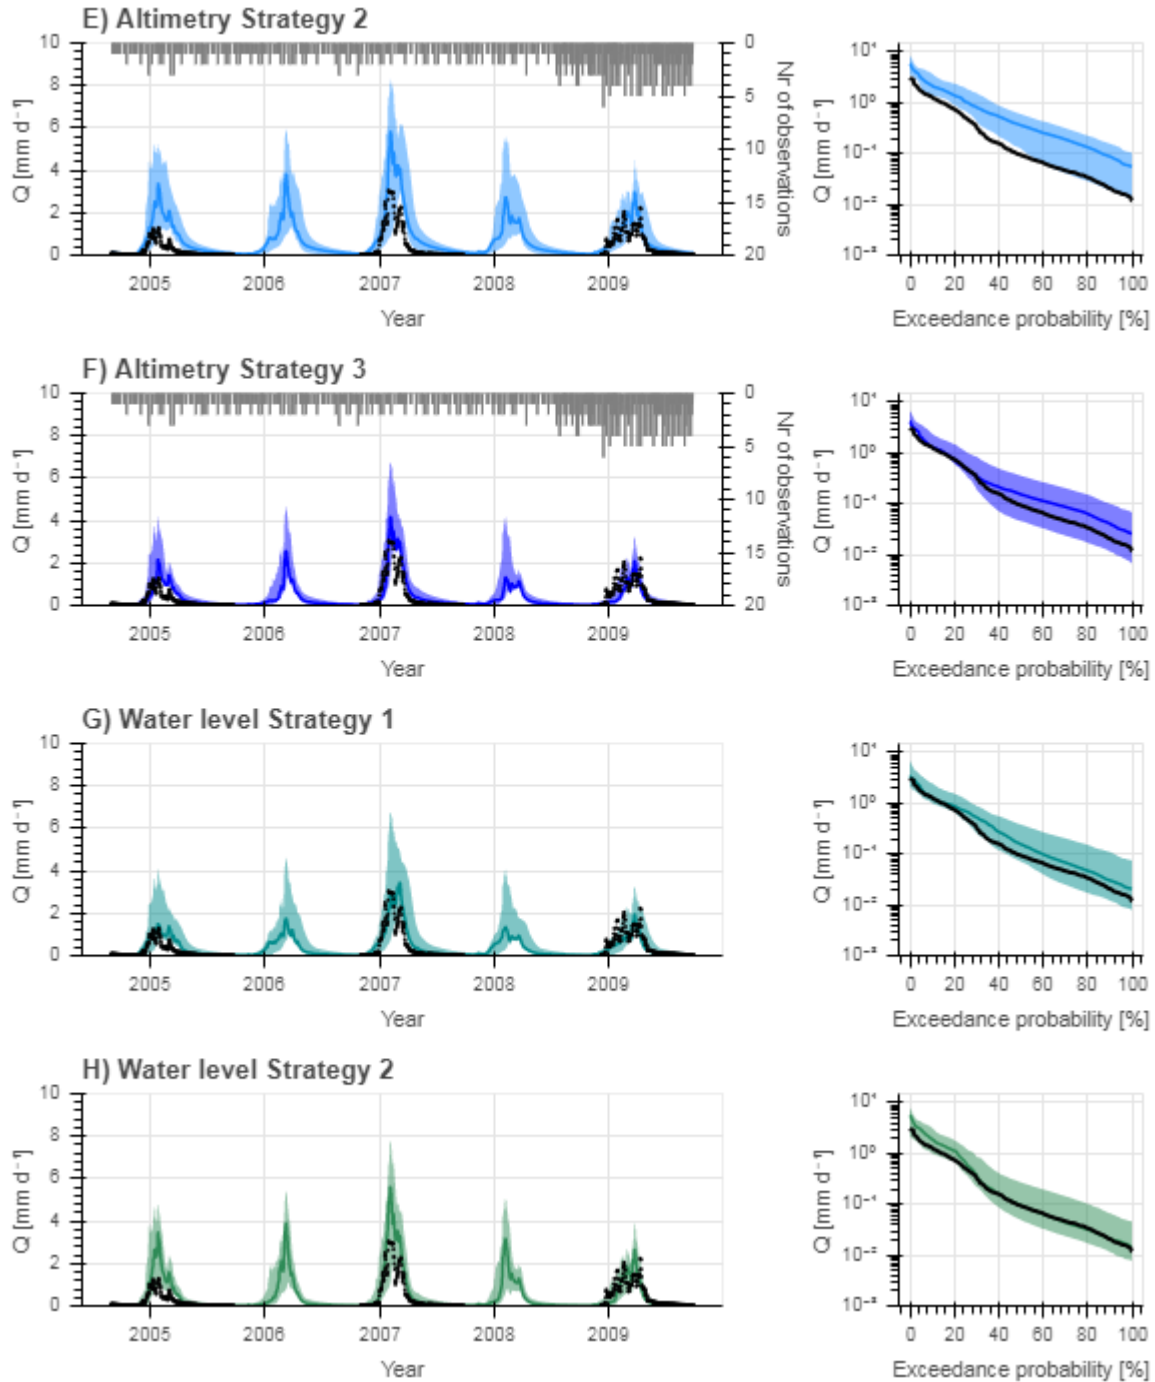 E) Altimetry Strategy 2
10 8 6 4 2 0
Q [mm d⁻¹]
0 5 10 15 20
Nr of observations
2005 2006 2007 2008 2009
Year
10¹ 10⁰ 10⁻¹ 10⁻² 10⁻³
Q [mm d⁻¹]
0 20 40 60 80 100
Exceedance probability [%]
F) Altimetry Strategy 3
10 8 6 4 2 0
Q [mm d⁻¹]
0 5 10 15 20
Nr of observations
2005 2006 2007 2008 2009
Year
10¹ 10⁰ 10⁻¹ 10⁻² 10⁻³
Q [mm d⁻¹]
0 20 40 60 80 100
Exceedance probability [%]
G) Water level Strategy 1
10 8 6 4 2 0
Q [mm d⁻¹]
2005 2006 2007 2008 2009
Year
10¹ 10⁰ 10⁻¹ 10⁻² 10⁻³
Q [mm d⁻¹]
0 20 40 60 80 100
Exceedance probability [%]
H) Water level Strategy 2
10 8 6 4 2 0
Q [mm d⁻¹]
2005 2006 2007 2008 2009
Year
10¹ 10⁰ 10⁻¹ 10⁻² 10⁻³
Q [mm d⁻¹]
0 20 40 60 80 100
Exceedance probability [%]